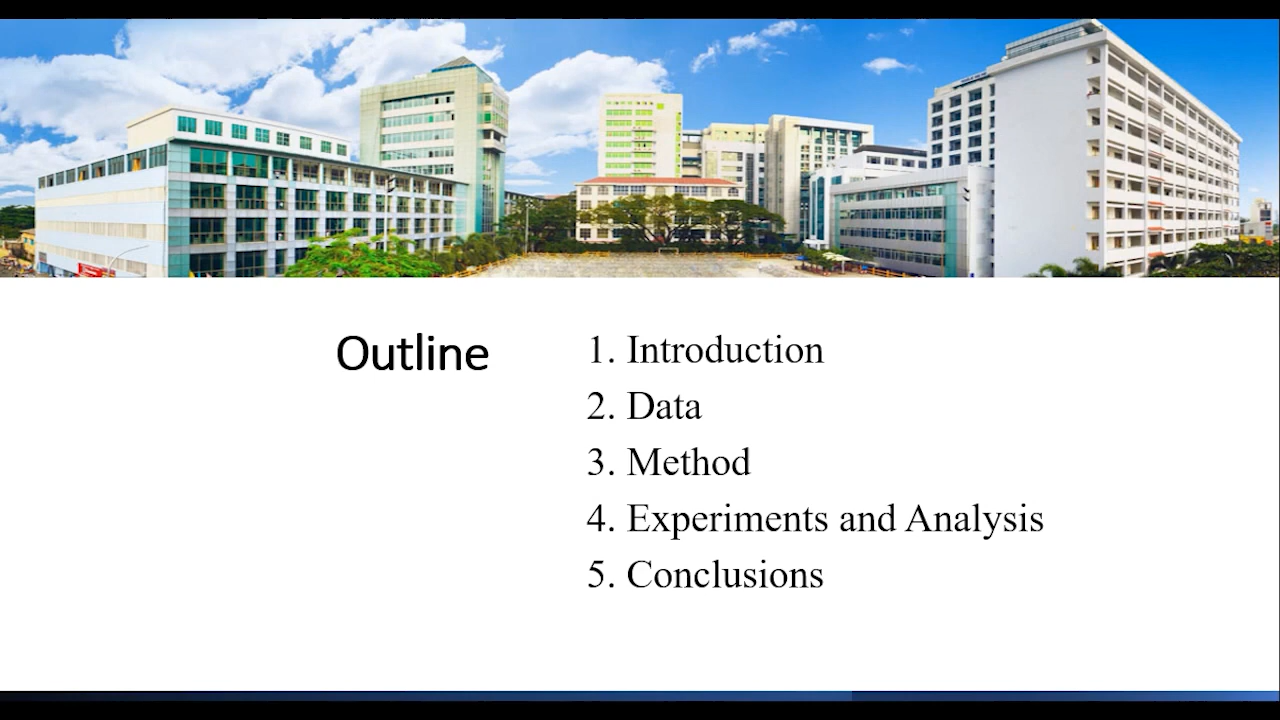 Outline
1. Introduction
2. Data
3. Method
4. Experiments and Analysis
5. Conclusions